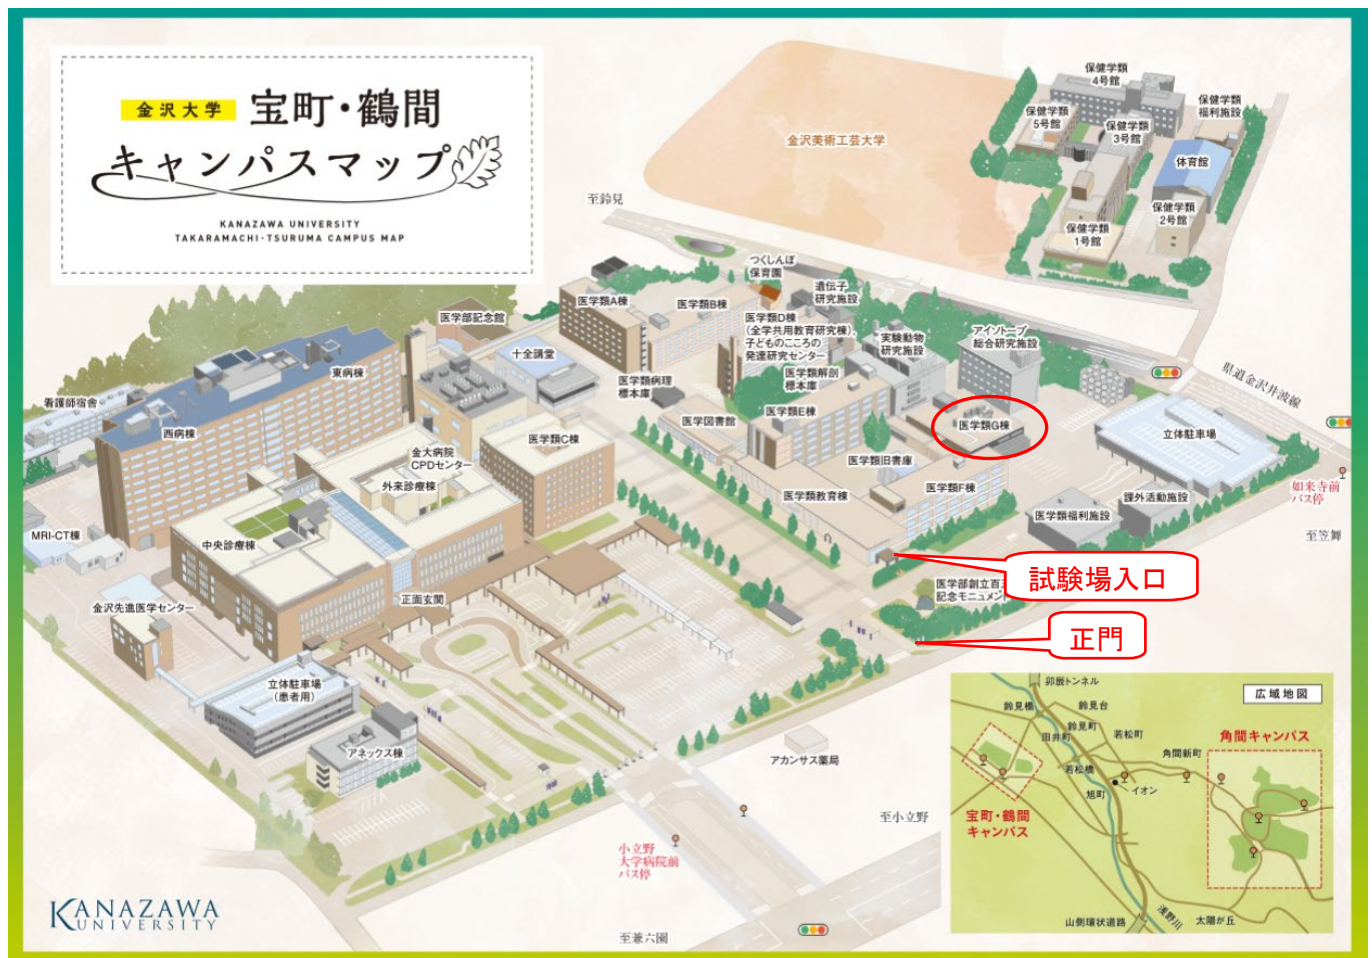 金沢大学 宝町・鶴間
キャンパスマップ
KANAZAWA UNIVERSITY
TAKARAMACHI・TSURUMA CAMPUS MAP
金沢美術工芸大学
保健学類
4号館
保健学類
福利施設
保健学類
5号館
保健学類
3号館
体育館
保健学類
2号館
保健学類
1号館
至鈴見
つくしんぼ
保育園
遺伝子
研究施設
医学類A棟
医学類B棟
医学類D棟
(全学共用教育研究棟)、
子どものこころの
発達研究センター
実験動物
研究施設
アイソトープ
総合研究施設
医学部記念館
十全講堂
医学類病理
標本庫
医学類解剖
標本庫
県道金沢井波線
東病棟
看護師宿舎
西病棟
医学図書館
医学類E棟
医学類G棟
立体駐車場
医学類C棟
金大病院
CPDセンター
外来診療棟
医学類旧書庫
医学類教育棟
医学類F棟
課外活動施設
医学類福利施設
如来寺前
バス停
至笠舞
MRI-CT棟
中央診療棟
試験場入口
医学部創立百五
記念モニュメント
正門
金沢先進医学センター
正面玄関
立体駐車場
(患者用)
アネックス棟
アカンサス薬局
至小立野
小立野
大学病院前
バス停
至兼六園
KANAZAWA
UNIVERSITY
広域地図
卯辰トンネル
鈴見橋
鈴見台
鈴見町
田井町
若松町
角間新町
角間キャンパス
若松橋
旭町
イオン
宝町・鶴間
キャンパス
山側環状道路
浅野川
太陽が丘